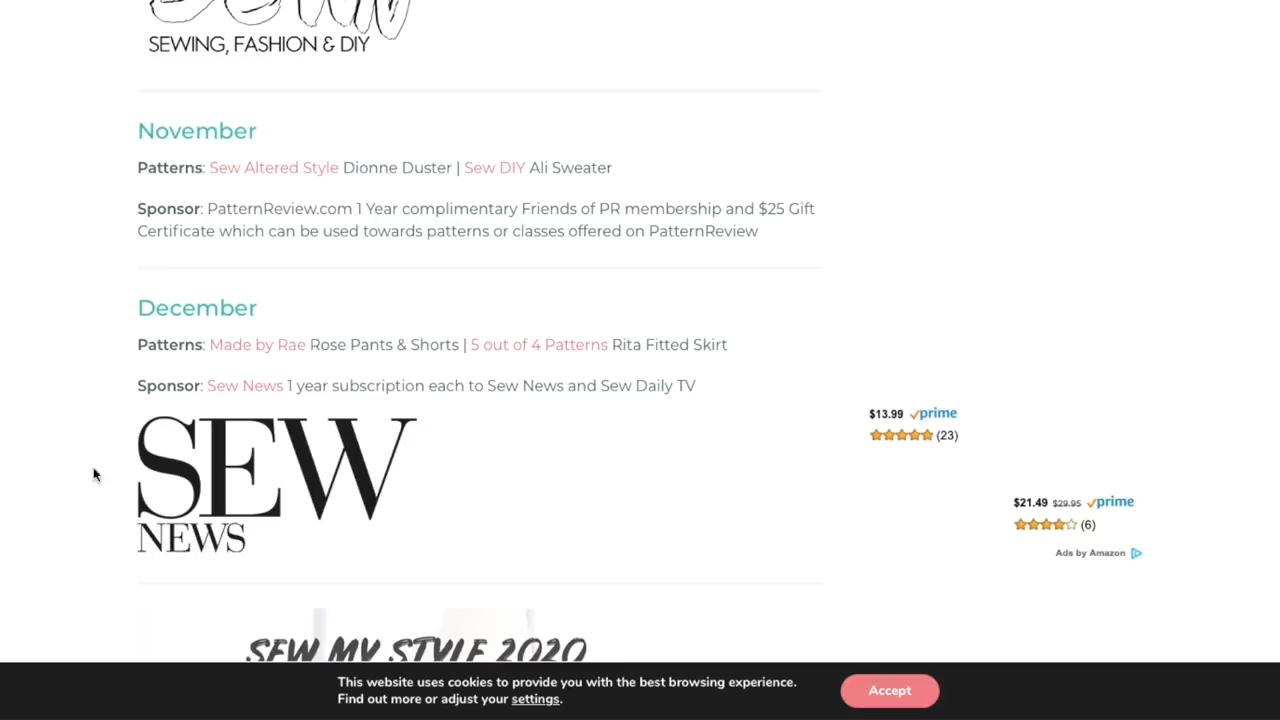 SEWING, FASHION & DIY
November
Patterns: Sew Altered Style Dionne Duster | Sew DIY Ali Sweater
Sponsor: PatternReview.com 1 Year complimentary Friends of PR membership and $25 Gift
Certificate which can be used towards patterns or classes offered on PatternReview
December
Patterns: Made by Rae Rose Pants & Shorts | 5 out of 4 Patterns Rita Fitted Skirt
Sponsor: Sew News 1 year subscription each to Sew News and Sew Daily TV
SEW
NEWS
$13.99 prime
(23)
$21.49 $29.95 prime
(6)
Ads by Amazon
SEW MY STYLE 2020
This website uses cookies to provide you with the best browsing experience.
Find out more or adjust your settings.
Accept